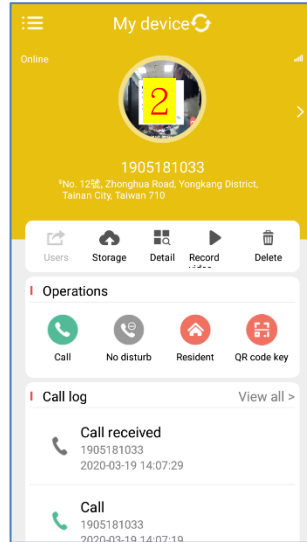 My device
Online
2
1905181033
No. 12號, Zhonghua Road, Yongkang District,
Tainan City, Taiwan 710
Users Storage Detail Record Delete
video
Operations
Call No disturb Resident QR code key
Call log View all >
Call received
1905181033
2020-03-19 14:07:29
Call
1905181033
2020-03-19 14:07:19